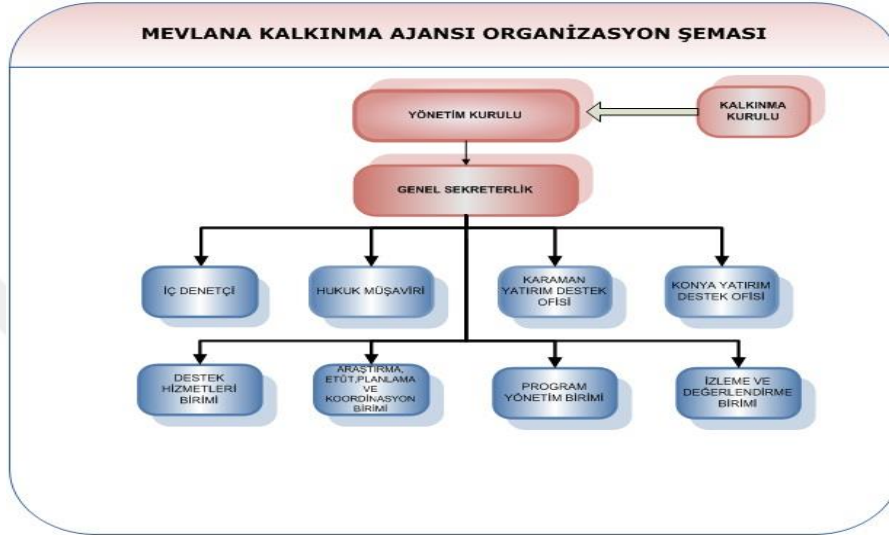 MEVLANA KALKINMA AJANSI ORGANİZASYON ŞEMASI
YÖNETİM KURULU
KALKINMA
KURULU
GENEL SEKRETERLİK
İÇ DENETÇİ
HUKUK MÜŞAVİRİ
KARAMAN
YATIRIM DESTEK
OFİSİ
KONYA YATIRIM
DESTEK OFİSİ
DESTEK
HİZMETLERİ
BİRİMİ
ARAŞTIRMA,
ETÜT,PLANLAMA
VE
KOORDİNASYON
BİRİMİ
PROGRAM
YÖNETİM BİRİMİ
İZLEME VE
DEĞERLENDİRME
BİRİMİ